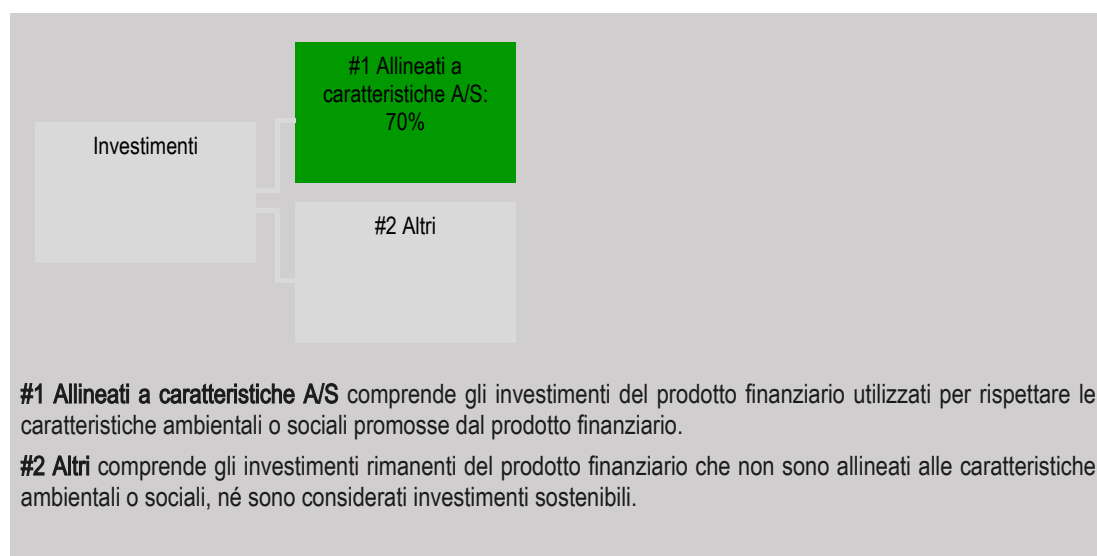 #1 Allineati a
caratteristiche A/S:
70%
Investimenti
#2 Altri
#1 Allineati a caratteristiche A/S comprende gli investimenti del prodotto finanziario utilizzati per rispettare le
caratteristiche ambientali o sociali promosse dal prodotto finanziario.
#2 Altri comprende gli investimenti rimanenti del prodotto finanziario che non sono allineati alle caratteristiche
ambientali o sociali, né sono considerati investimenti sostenibili.